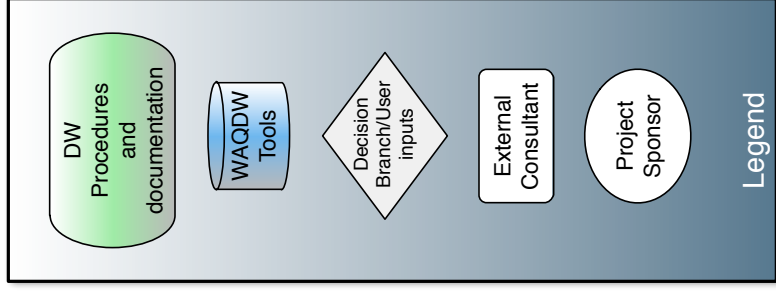 DW
Procedures
and
documentation
WAQDW
Tools
Decision
Branch/User
inputs
External
Consultant
Project
Sponsor
Legend